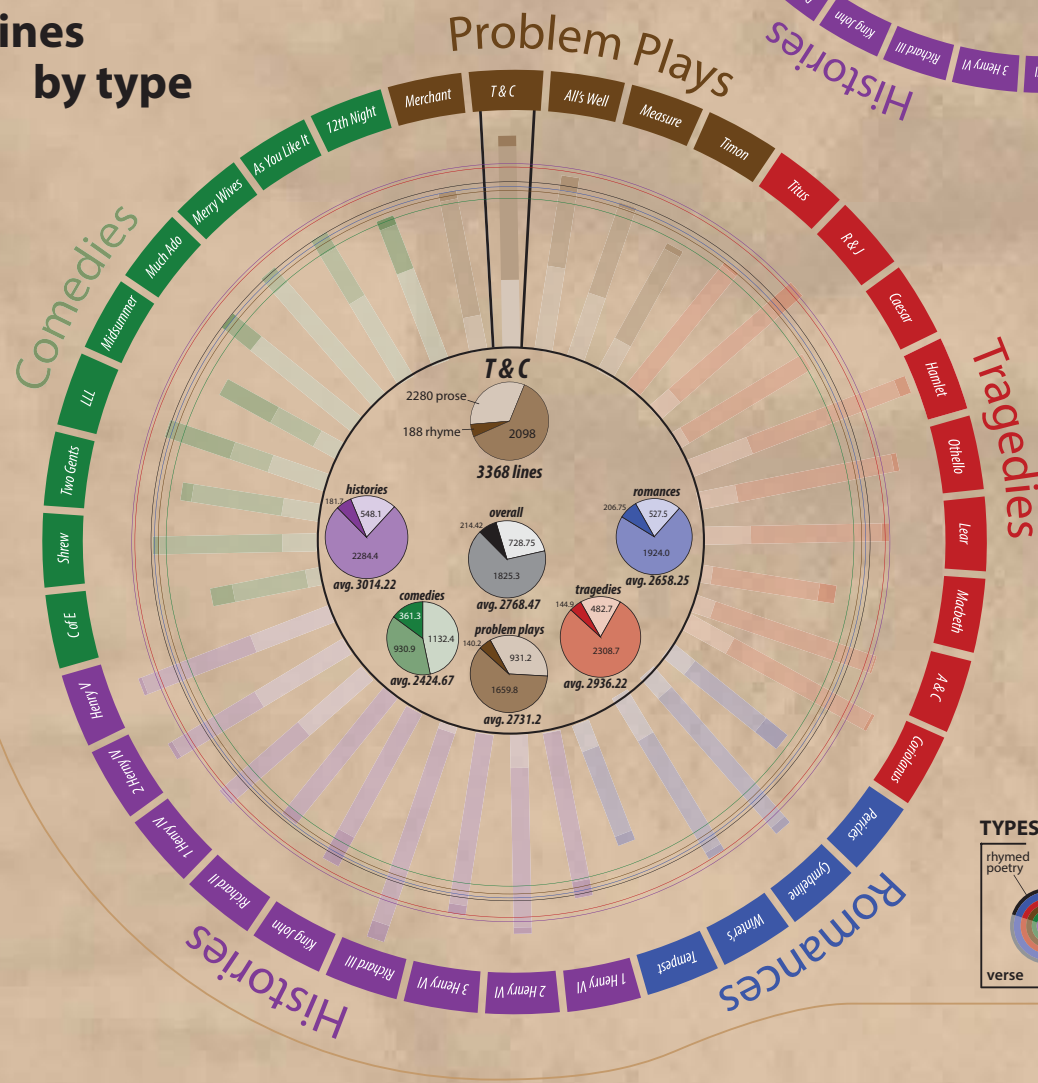 ines
by type
Problem Plays
Histories
King John
Richard III
3 Henry VI
Merchant
T & C
All's Well
Measure
Timon
Titus
R & J
Caesar
Hamlet
Othello
Lear
Macbeth
A & C
Coriolanus
Tragedies
Pericles
Cymbeline
Winter's
Tempest
Romances
1 Henry VI
2 Henry VI
3 Henry VI
Richard III
King John
Richard II
1 Henry IV
2 Henry IV
Henry V
Histories
C of E
Shrew
Two Gents
LLL
Midsummer
Much Ado
Merry Wives
As You Like It
12th Night
Comedies
T & C
2280 prose
188 rhyme
2098
3368 lines
histories
181.7
548.1
2284.4
avg. 3014.22
overall
214.42
728.75
1825.3
avg. 2768.47
romances
206.75
527.5
1924.0
avg. 2658.25
comedies
361.3
1132.4
930.9
avg. 2424.67
problem plays
140.2
931.2
1659.8
avg. 2731.2
tragedies
144.9
482.7
2308.7
avg. 2936.22
TYPES
rhymed
poetry
verse